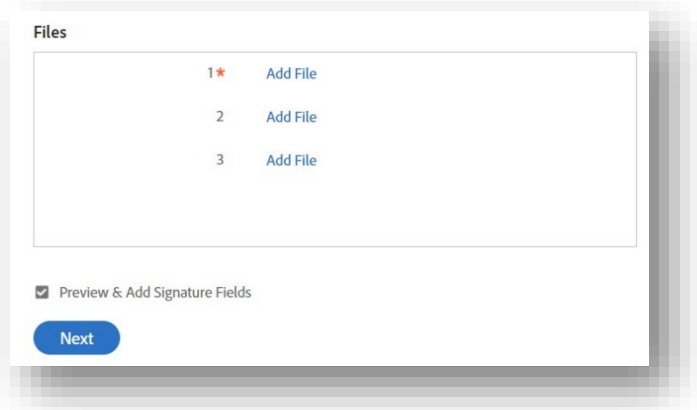 Files
1* Add File
2 Add File
3 Add File
Preview & Add Signature Fields
Next